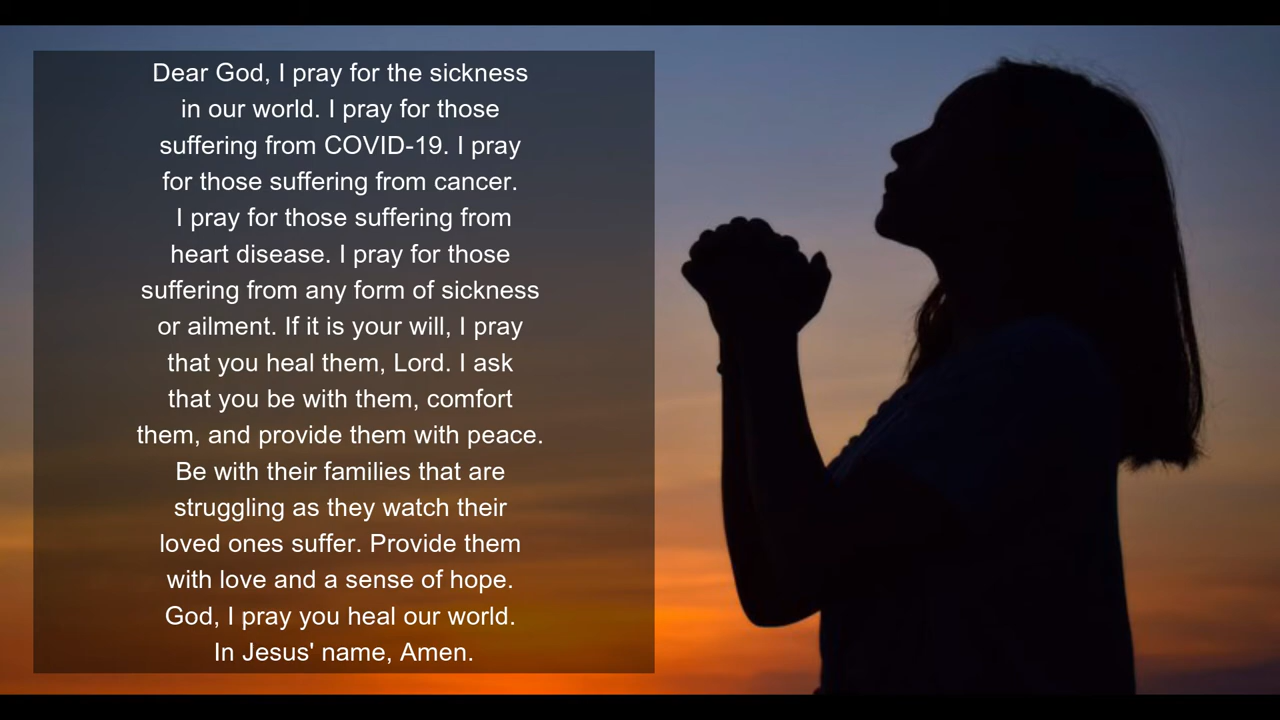 Dear God, I pray for the sickness
in our world. I pray for those
suffering from COVID-19. I pray
for those suffering from cancer.
I pray for those suffering from
heart disease. I pray for those
suffering from any form of sickness
or ailment. If it is your will, I pray
that you heal them, Lord. I ask
that you be with them, comfort
them, and provide them with peace.
Be with their families that are
struggling as they watch their
loved ones suffer. Provide them
with love and a sense of hope.
God, I pray you heal our world.
In Jesus' name, Amen.